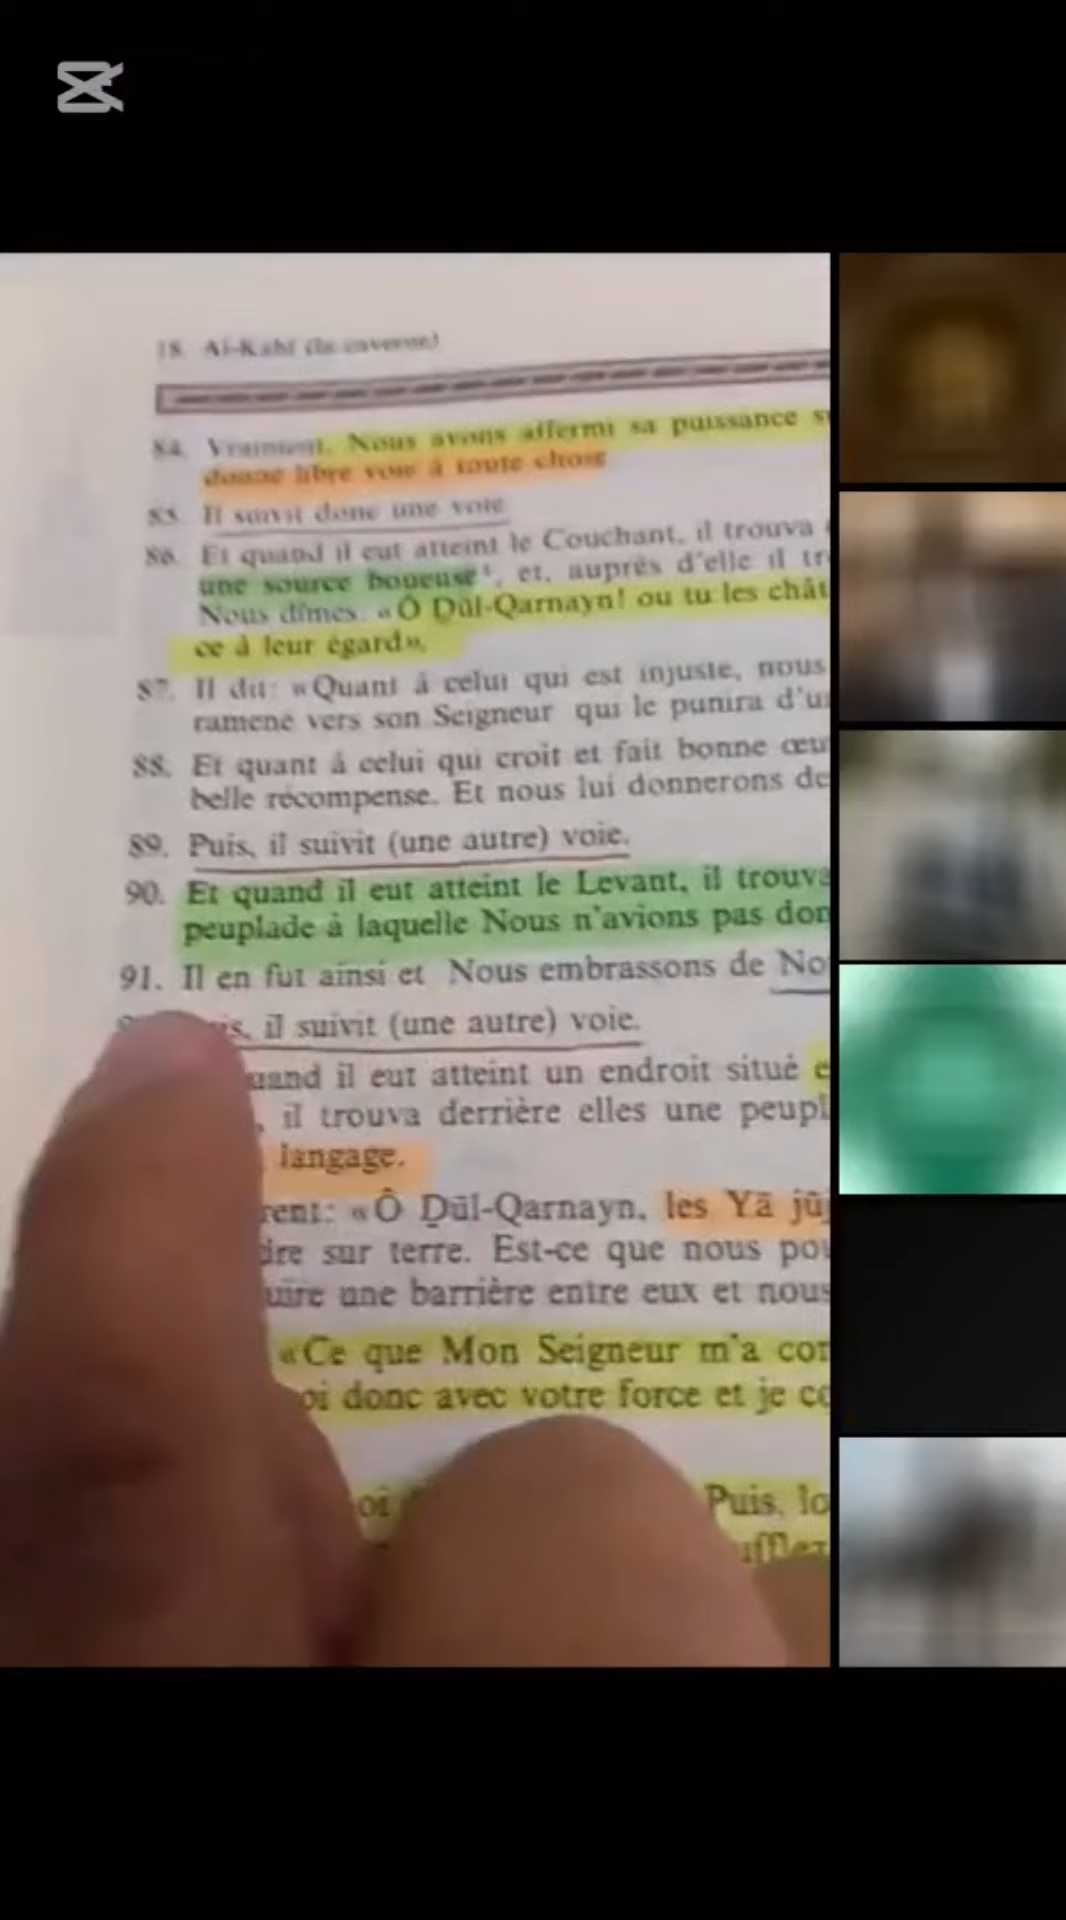 18. Al-Kahf (la caverne)
84. Vraiment, Nous avons affermi sa puissance s
donné libre voie à toute chose
85. Il suivit donc une voie
86. Et quand il eut atteint le Couchant, il trouva
une source boueuse¹, et, auprès d'elle il tr
Nous dîmes: «Ô Ḏūl-Qarnayn! ou tu les chât
ce à leur égard».
87. Il dit: «Quant à celui qui est injuste, nous
ramené vers son Seigneur qui le punira d'u
88. Et quant à celui qui croit et fait bonne œu
belle récompense. Et nous lui donnerons de
89. Puis, il suivit (une autre) voie.
90. Et quand il eut atteint le Levant, il trouva
peuplade à laquelle Nous n'avions pas don
91. Il en fut ainsi et Nous embrassons de No
is, il suivit (une autre) voie.
uand il eut atteint un endroit situé e
, il trouva derrière elles une peupl
langage.
rent: «Ô Ḏūl-Qarnayn, les Yā jūj
ire sur terre. Est-ce que nous pou
uire une barrière entre eux et nous
«Ce que Mon Seigneur m'a con
oi donc avec votre force et je co
oi Puis, lo
ufflez